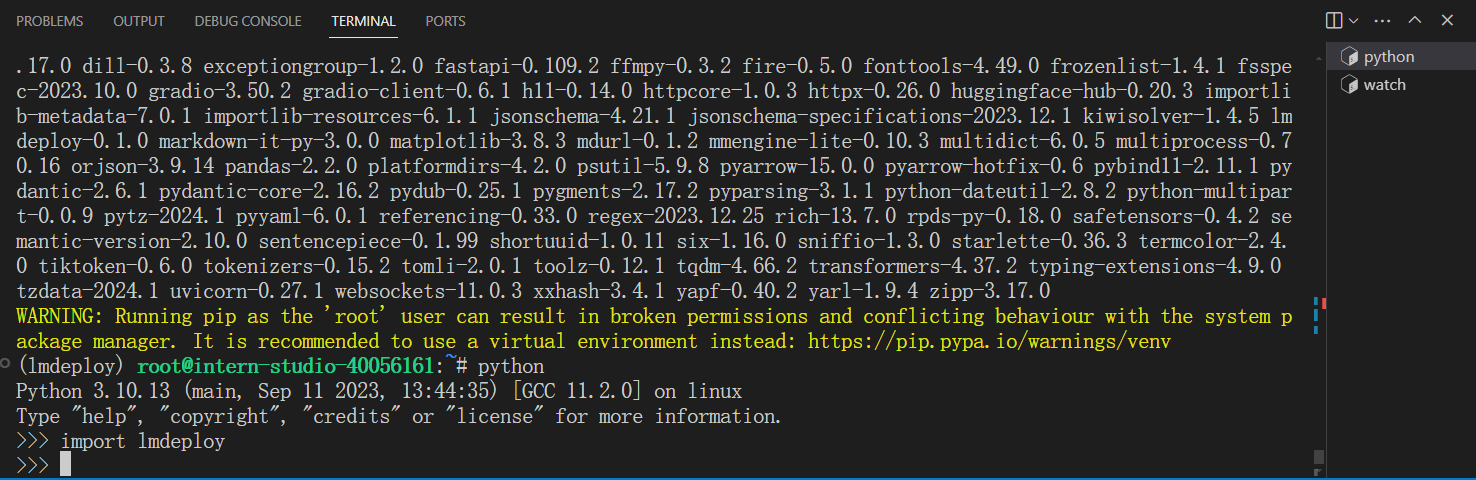 PROBLEMS OUTPUT DEBUG CONSOLE TERMINAL PORTS
python
watch
.17.0 dill-0.3.8 exceptiongroup-1.2.0 fastapi-0.109.2 ffmpy-0.3.2 fire-0.5.0 fonttools-4.49.0 frozenlist-1.4.1 fsspe
c-2023.10.0 gradio-3.50.2 gradio-client-0.6.1 h11-0.14.0 httpcore-1.0.3 httpx-0.26.0 huggingface-hub-0.20.3 importli
b-metadata-7.0.1 importlib-resources-6.1.1 jsonschema-4.21.1 jsonschema-specifications-2023.12.1 kiwisolver-1.4.5 lm
deploy-0.1.0 markdown-it-py-3.0.0 matplotlib-3.8.3 mdurl-0.1.2 mmengine-lite-0.10.3 multidict-6.0.5 multiprocess-0.7
0.16 orjson-3.9.14 pandas-2.2.0 platformdirs-4.2.0 psutil-5.9.8 pyarrow-15.0.0 pyarrow-hotfix-0.6 pybind11-2.11.1 py
dantic-2.6.1 pydantic-core-2.16.2 pydub-0.25.1 pygments-2.17.2 pyparsing-3.1.1 python-dateutil-2.8.2 python-multipar
t-0.0.9 pytz-2024.1 pyyaml-6.0.1 referencing-0.33.0 regex-2023.12.25 rich-13.7.0 rpds-py-0.18.0 safetensors-0.4.2 se
mantic-version-2.10.0 sentencepiece-0.1.99 shortuuid-1.0.11 six-1.16.0 sniffio-1.3.0 starlette-0.36.3 termcolor-2.4.
0 tiktoken-0.6.0 tokenizers-0.15.2 tomli-2.0.1 toolz-0.12.1 tqdm-4.66.2 transformers-4.37.2 typing-extensions-4.9.0
tzdata-2024.1 uvicorn-0.27.1 websockets-11.0.3 xxhash-3.4.1 yapf-0.40.2 yarl-1.9.4 zipp-3.17.0
WARNING: Running pip as the 'root' user can result in broken permissions and conflicting behaviour with the system p
ackage manager. It is recommended to use a virtual environment instead: https://pip.pypa.io/warnings/venv
(lmdeploy) root@intern-studio-40056161:~# python
Python 3.10.13 (main, Sep 11 2023, 13:44:35) [GCC 11.2.0] on linux
Type "help", "copyright", "credits" or "license" for more information.
>>> import lmdeploy
>>>